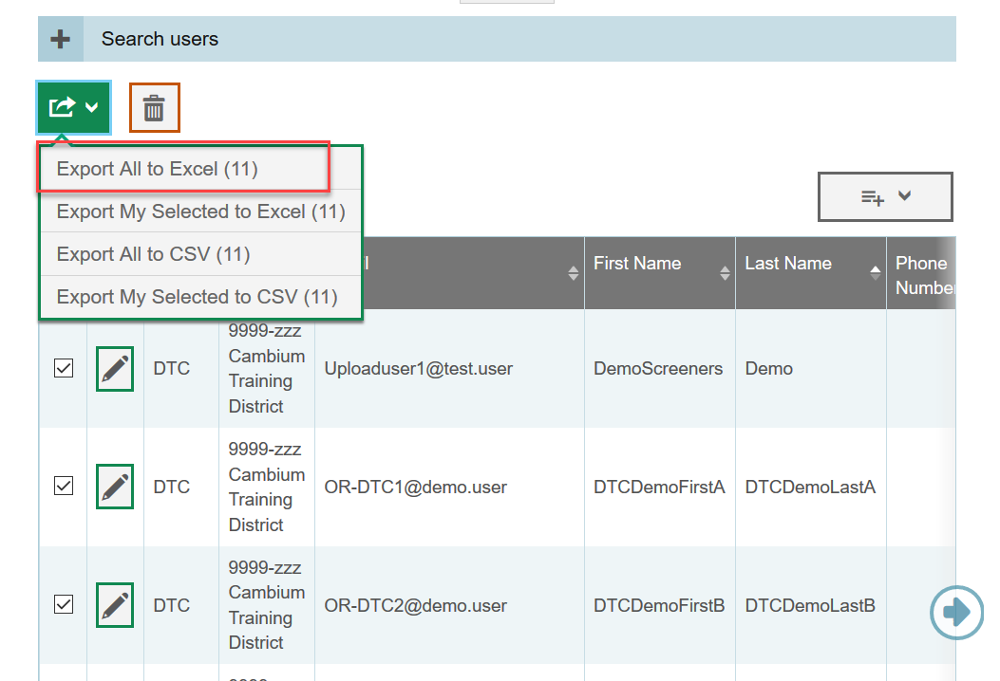 Search users
Export All to Excel (11)
Export My Selected to Excel (11)
Export All to CSV (11)
Export My Selected to CSV (11)
First Name
Last Name
Phone
Number
9999-zzz
Cambium
Training
District
DTC
Uploaduser1@test.user
DemoScreeners
Demo
9999-zzz
Cambium
Training
District
DTC
OR-DTC1@demo.user
DTCDemoFirstA
DTCDemoLastA
9999-zzz
Cambium
Training
District
DTC
OR-DTC2@demo.user
DTCDemoFirstB
DTCDemoLastB